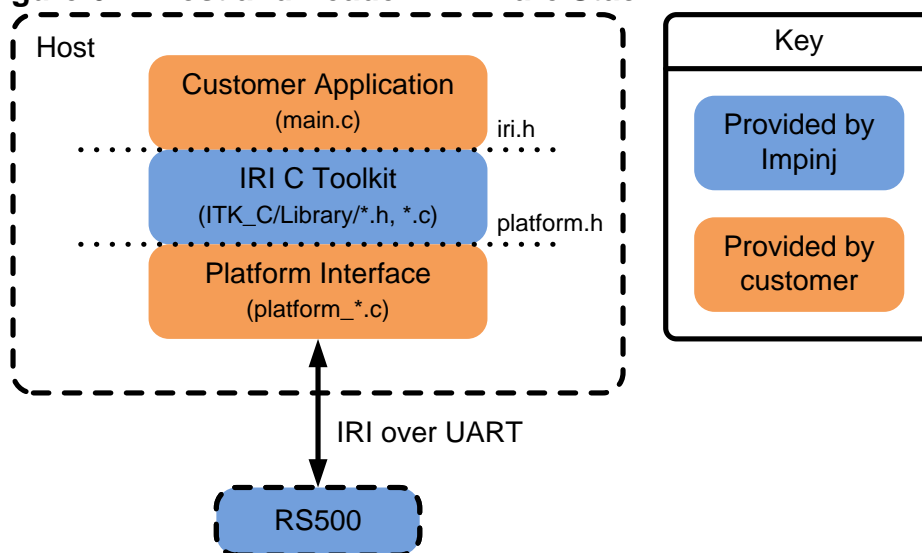 Host
Customer Application
(main.c)
iri.h
IRI C Toolkit
(ITK_C/Library/*.h, *.c)
platform.h
Platform Interface
(platform_*.c)
IRI over UART
RS500
Key
Provided by
Impinj
Provided by
customer